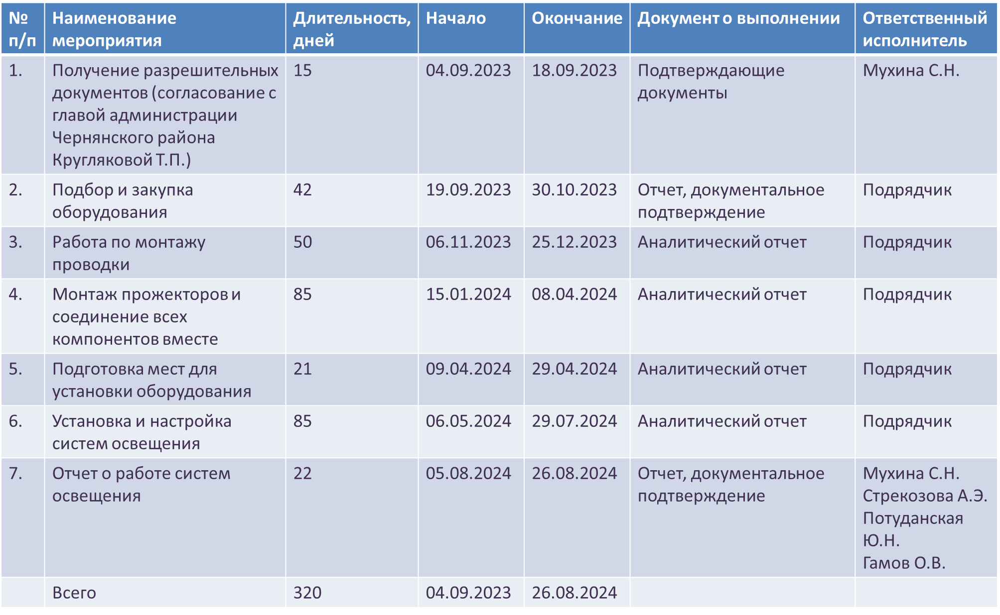 № п/п
Наименование мероприятия
Длительность, дней
Начало
Окончание
Документ о выполнении
Ответственный исполнитель
1.
Получение разрешительных
документов (согласование с
главой администрации
Чернянского района
Кругляковой Т.П.)
15
04.09.2023
18.09.2023
Подтверждающие
документы
Мухина С.Н.
2.
Подбор и закупка
оборудования
42
19.09.2023
30.10.2023
Отчет, документальное
подтверждение
Подрядчик
3.
Работа по монтажу
проводки
50
06.11.2023
25.12.2023
Аналитический отчет
Подрядчик
4.
Монтаж прожекторов и
соединение всех
компонентов вместе
85
15.01.2024
08.04.2024
Аналитический отчет
Подрядчик
5.
Подготовка мест для
установки оборудования
21
09.04.2024
29.04.2024
Аналитический отчет
Подрядчик
6.
Установка и настройка
систем освещения
85
06.05.2024
29.07.2024
Аналитический отчет
Подрядчик
7.
Отчет о работе систем
освещения
22
05.08.2024
26.08.2024
Отчет, документальное
подтверждение
Мухина С.Н.
Стрекозова А.Э.
Потуданская
Ю.Н.
Гамов О.В.
Всего
320
04.09.2023
26.08.2024